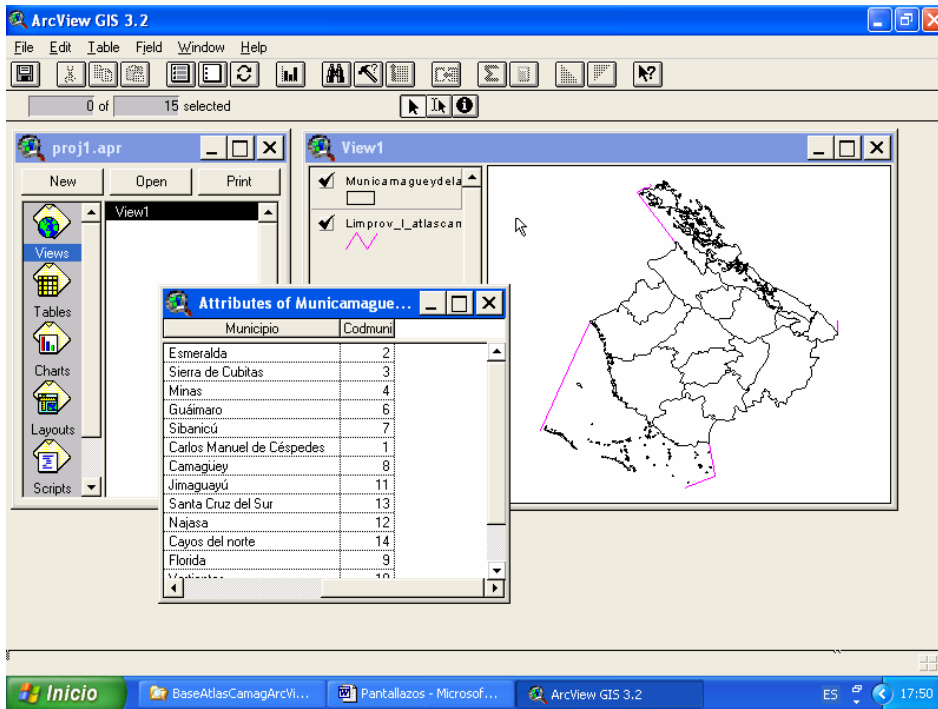 ArcView GIS 3.2
File Edit Table Field Window Help
0 of 15 selected
proj1.apr
New Open Print
Views
Tables
Charts
Layouts
Scripts
View1
View1
Municamagueydela
Limprov_l_atlascan
Attributes of Municamague...
Municipio Codmuni
Esmeralda 2
Sierra de Cubitas 3
Minas 4
Guáimaro 6
Sibanicú 7
Carlos Manuel de Céspedes 1
Camagüey 8
Jimaguayú 11
Santa Cruz del Sur 13
Najasa 12
Cayos del norte 14
Florida 9
Inicio
BaseAtlasCamagArcVi...
Pantallazos - Microsof...
ArcView GIS 3.2
ES
17:50